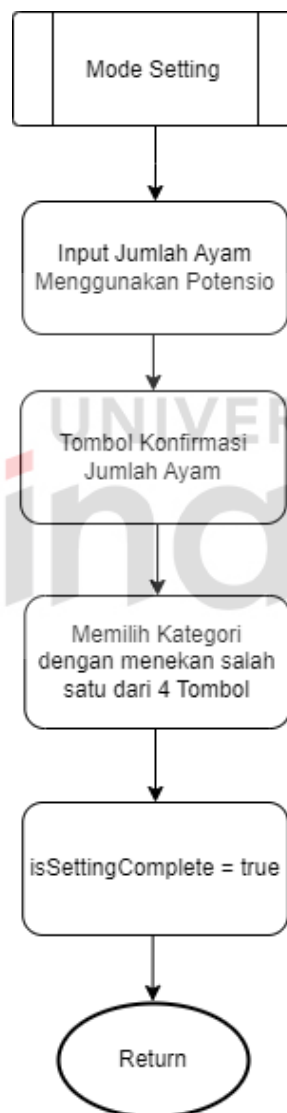 Mode Setting
Input Jumlah Ayam
Menggunakan Potensio
UNIVER
Tombol Konfirmasi
Jumlah Ayam
Memilih Kategori
dengan menekan salah
satu dari 4 Tombol
isSettingComplete = true
Return